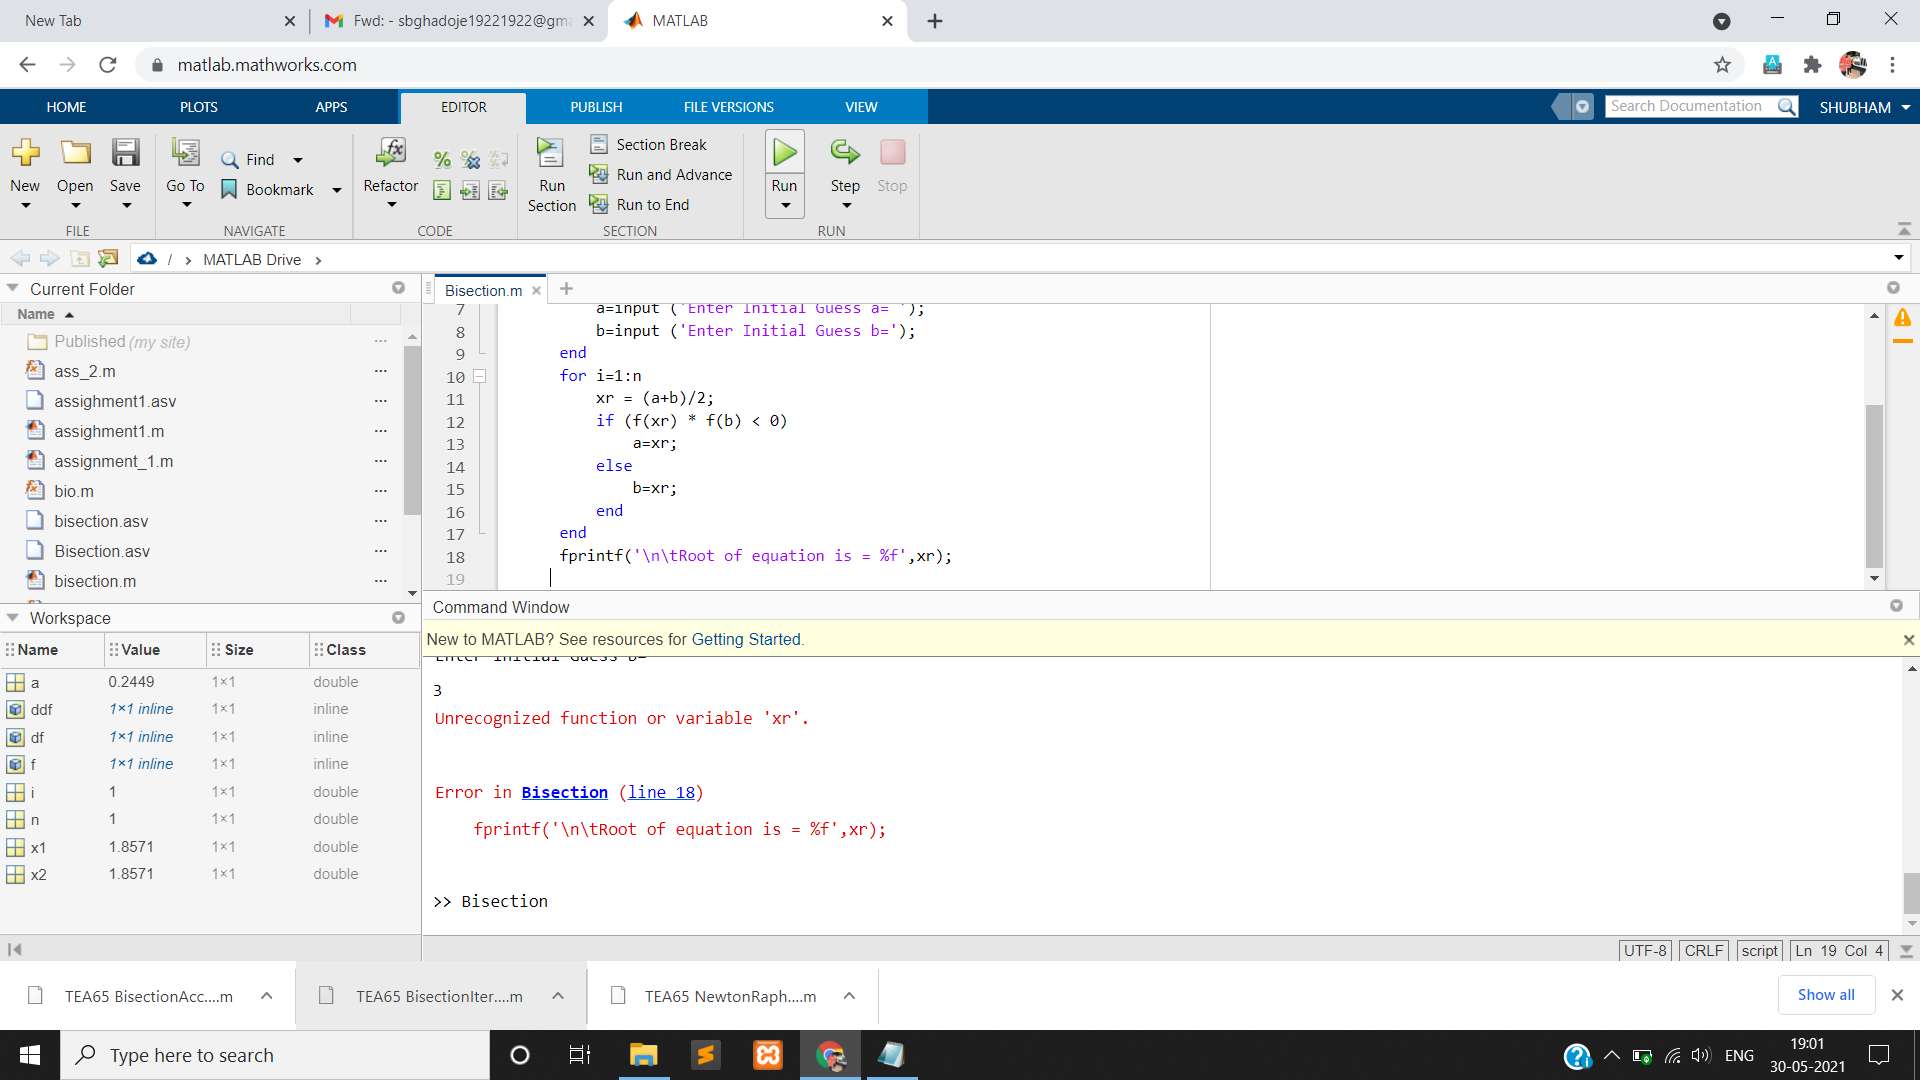 New Tab
Fwd: - sbghadoje19221922@gm
MATLAB
matlab.mathworks.com
HOME PLOTS APPS EDITOR PUBLISH FILE VERSIONS VIEW
Search Documentation
SHUBHAM
New
Open
Save
FILE
Go To
Find
Bookmark
NAVIGATE
Refactor
CODE
Run Section
Section Break
Run and Advance
Run to End
SECTION
Run
Step
Stop
RUN
/ › MATLAB Drive ›
Current Folder
Name
Published (my site)
ass_2.m
assighment1.asv
assighment1.m
assignment_1.m
bio.m
bisection.asv
Bisection.asv
bisection.m
Workspace
Name Value Size Class
a 0.2449 1×1 double
ddf 1×1 inline 1×1 inline
df 1×1 inline 1×1 inline
f 1×1 inline 1×1 inline
i 1 1×1 double
n 1 1×1 double
x1 1.8571 1×1 double
x2 1.8571 1×1 double
Bisection.m
7 a=input ('Enter Initial Guess a= ');
8 b=input ('Enter Initial Guess b=');
9 end
10 for i=1:n
11 xr = (a+b)/2;
12 if (f(xr) * f(b) < 0)
13 a=xr;
14 else
15 b=xr;
16 end
17 end
18 fprintf('\n\tRoot of equation is = %f',xr);
19
Command Window
New to MATLAB? See resources for Getting Started.
Enter Initial Guess b=
3
Unrecognized function or variable 'xr'.
Error in Bisection (line 18)
fprintf('\n\tRoot of equation is = %f',xr);
>> Bisection
UTF-8 CRLF script Ln 19 Col 4
TEA65 BisectionAcc....m
TEA65 BisectionIter....m
TEA65 NewtonRaph....m
Show all
Type here to search
ENG
19:01
30-05-2021